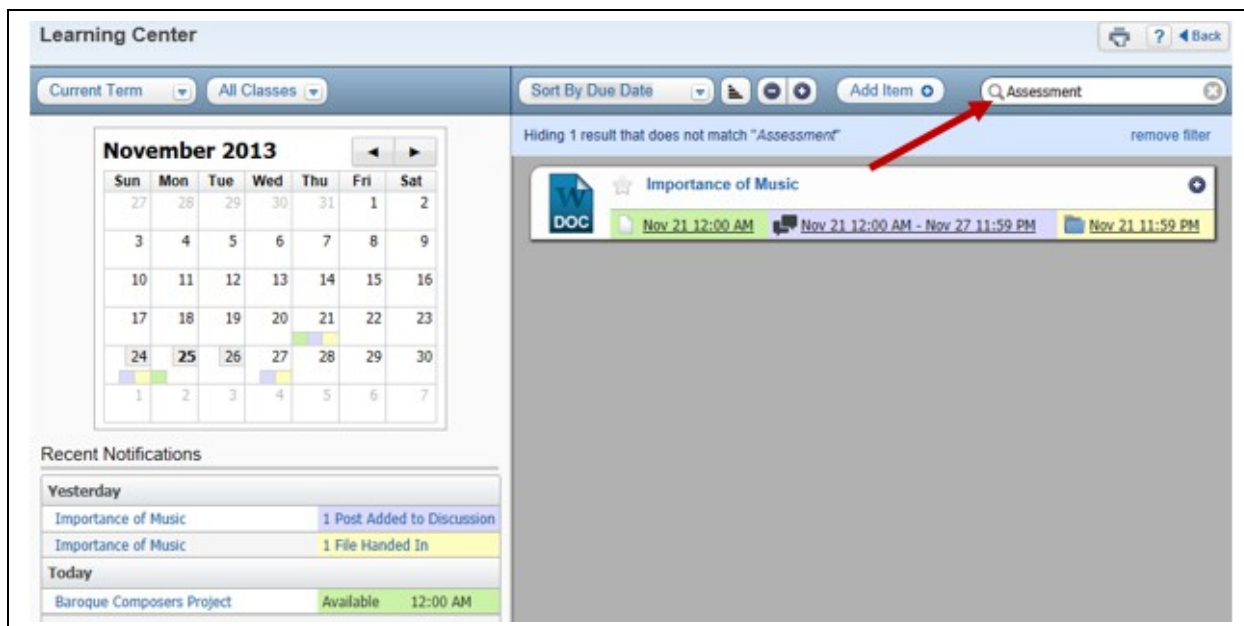 Learning Center
? Back
Current Term
All Classes
Sort By Due Date
Add Item
Assessment
Hiding 1 result that does not match "Assessment"
remove filter
November 2013
Sun Mon Tue Wed Thu Fri Sat
27 28 29 30 31 1 2
3 4 5 6 7 8 9
10 11 12 13 14 15 16
17 18 19 20 21 22 23
24 25 26 27 28 29 30
1 2 3 4 5 6 7
W
DOC
Importance of Music
Nov 21 12:00 AM
Nov 21 12:00 AM - Nov 27 11:59 PM
Nov 21 11:59 PM
Recent Notifications
Yesterday
Importance of Music 1 Post Added to Discussion
Importance of Music 1 File Handed In
Today
Baroque Composers Project Available 12:00 AM